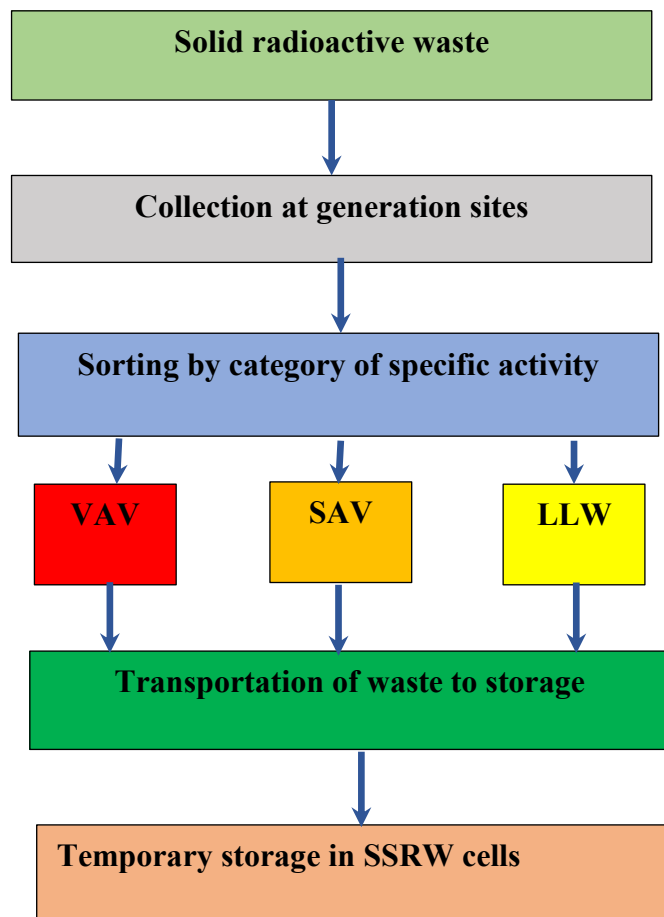 Solid radioactive waste
Collection at generation sites
Sorting by category of specific activity
VAV
SAV
LLW
Transportation of waste to storage
Temporary storage in SSRW cells